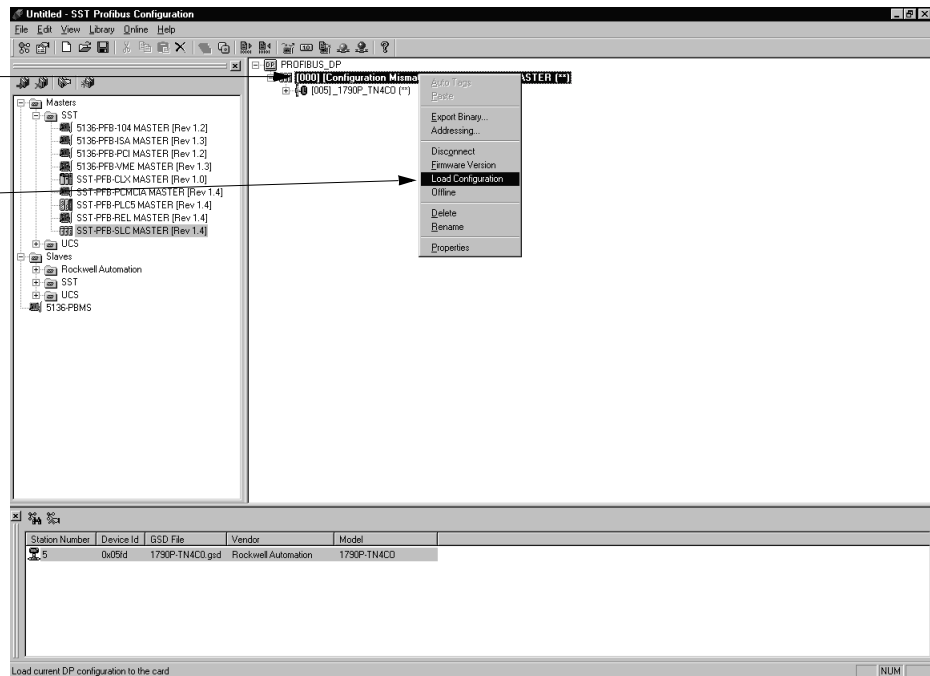 Untitled - SST Profibus Configuration
File Edit View Library Online Help
PROFIBUS_DP
[000] [Configuration Misma
ASTER (**)
[005]_1790P_TN4C0 (**)
Auto Tags
Paste
Export Binary...
Addressing...
Disconnect
Firmware Version
Load Configuration
Offline
Delete
Rename
Properties
Masters
SST
5136-PFB-104 MASTER [Rev 1.2]
5136-PFB-ISA MASTER [Rev 1.3]
5136-PFB-PCI MASTER [Rev 1.2]
5136-PFB-VME MASTER [Rev 1.3]
SST-PFB-CLX MASTER [Rev 1.0]
SST-PFB-PCMCIA MASTER [Rev 1.4]
SST-PFB-PLC5 MASTER [Rev 1.4]
SST-PFB-REL MASTER [Rev 1.4]
SST-PFB-SLC MASTER [Rev 1.4]
UCS
Slaves
Rockwell Automation
SST
UCS
5136-PBMS
Station Number Device Id GSD File Vendor Model
5 0x05fd 1790P-TN4C0.gsd Rockwell Automation 1790P-TN4C0
Load current DP configuration to the card
NUM